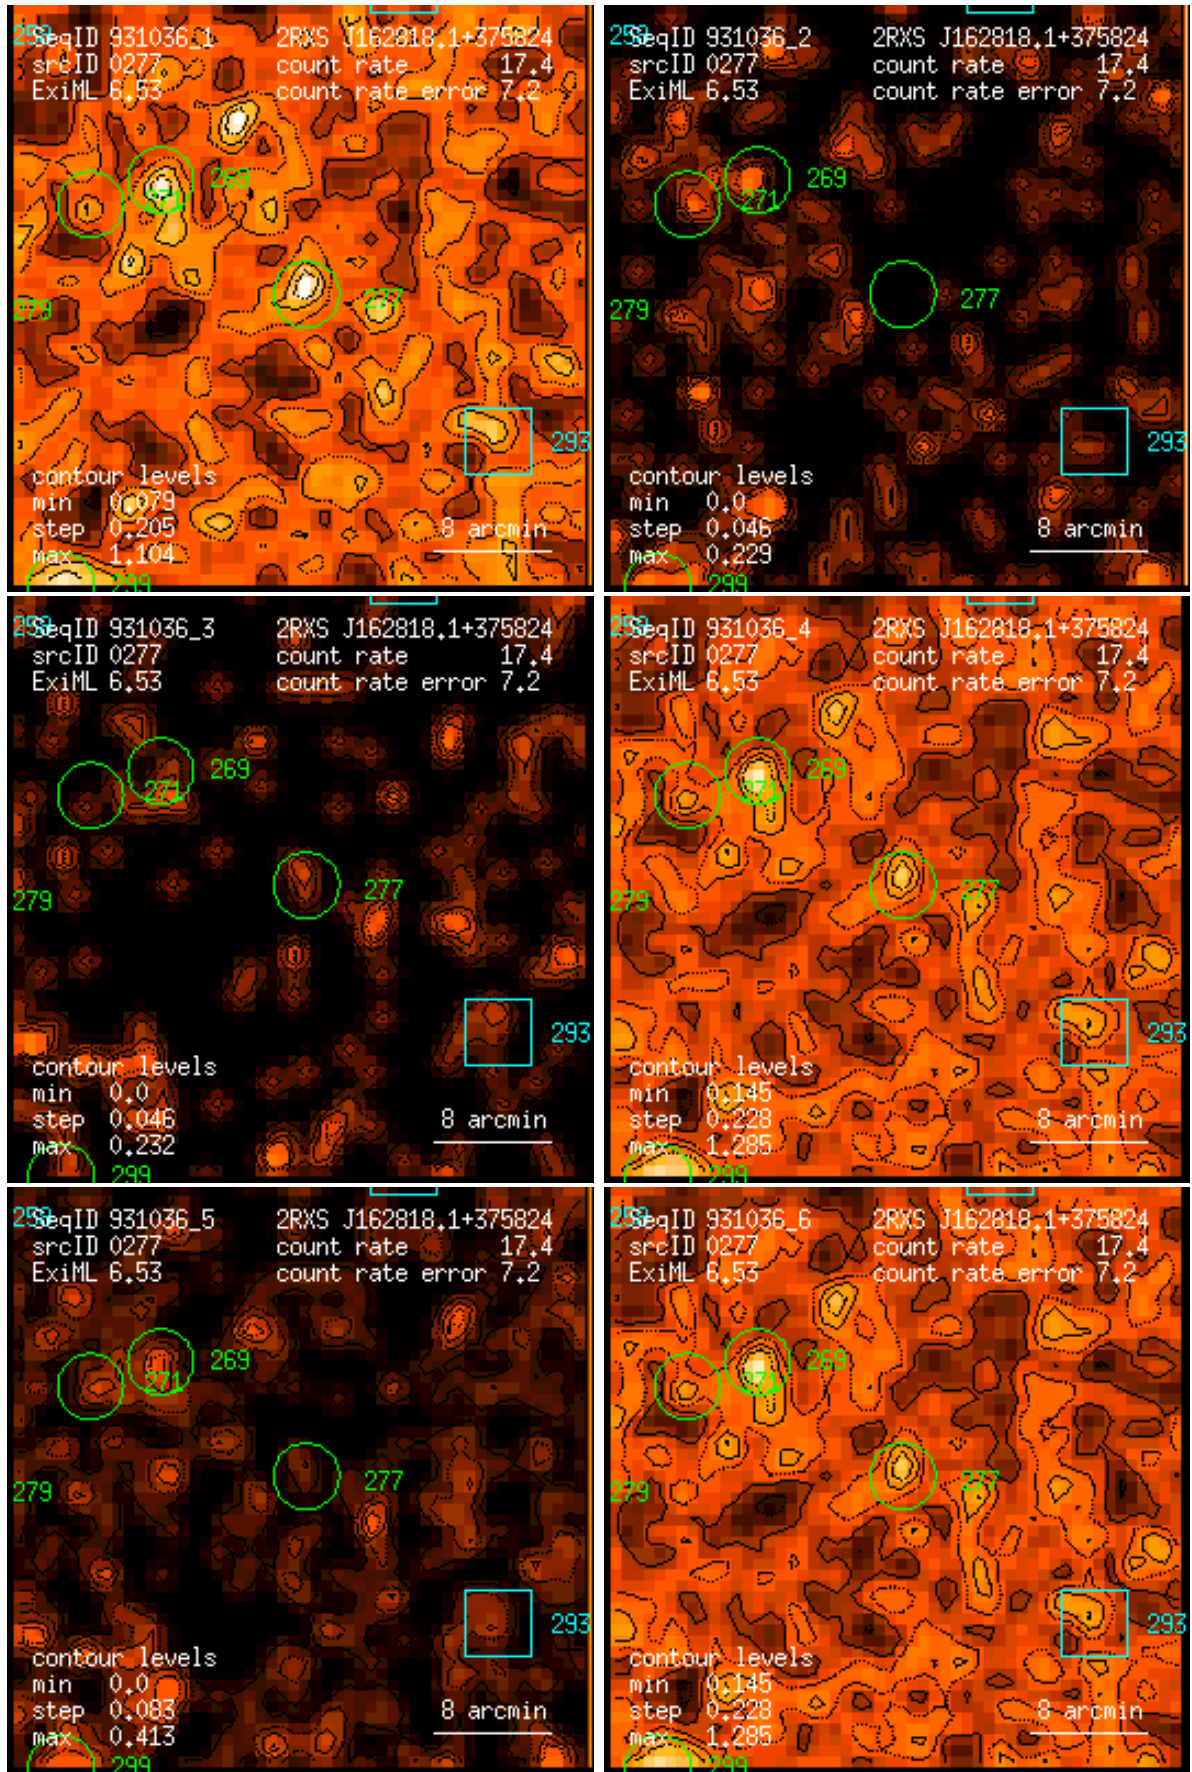 259 SeqID 931036_1 2RXS J162818.1+375824
srcID 0277 count rate 17.4
ExiML 6.53 count rate error 7.2
269
271
277
279
293
contour levels
min 0.079
step 0.205
max 1.104
8 arcmin
299
259 SeqID 931036_2 2RXS J162818.1+375824
srcID 0277 count rate 17.4
ExiML 6.53 count rate error 7.2
269
271
277
279
293
contour levels
min 0.0
step 0.046
max 0.229
8 arcmin
299
259 SeqID 931036_3 2RXS J162818.1+375824
srcID 0277 count rate 17.4
ExiML 6.53 count rate error 7.2
269
271
277
279
293
contour levels
min 0.0
step 0.046
max 0.232
8 arcmin
299
259 SeqID 931036_4 2RXS J162818.1+375824
srcID 0277 count rate 17.4
ExiML 6.53 count rate error 7.2
269
271
277
279
293
contour levels
min 0.145
step 0.228
max 1.285
8 arcmin
299
259 SeqID 931036_5 2RXS J162818.1+375824
srcID 0277 count rate 17.4
ExiML 6.53 count rate error 7.2
269
271
277
279
293
contour levels
min 0.0
step 0.083
max 0.413
8 arcmin
299
259 SeqID 931036_6 2RXS J162818.1+375824
srcID 0277 count rate 17.4
ExiML 6.53 count rate error 7.2
269
271
277
279
293
contour levels
min 0.145
step 0.228
max 1.285
8 arcmin
299